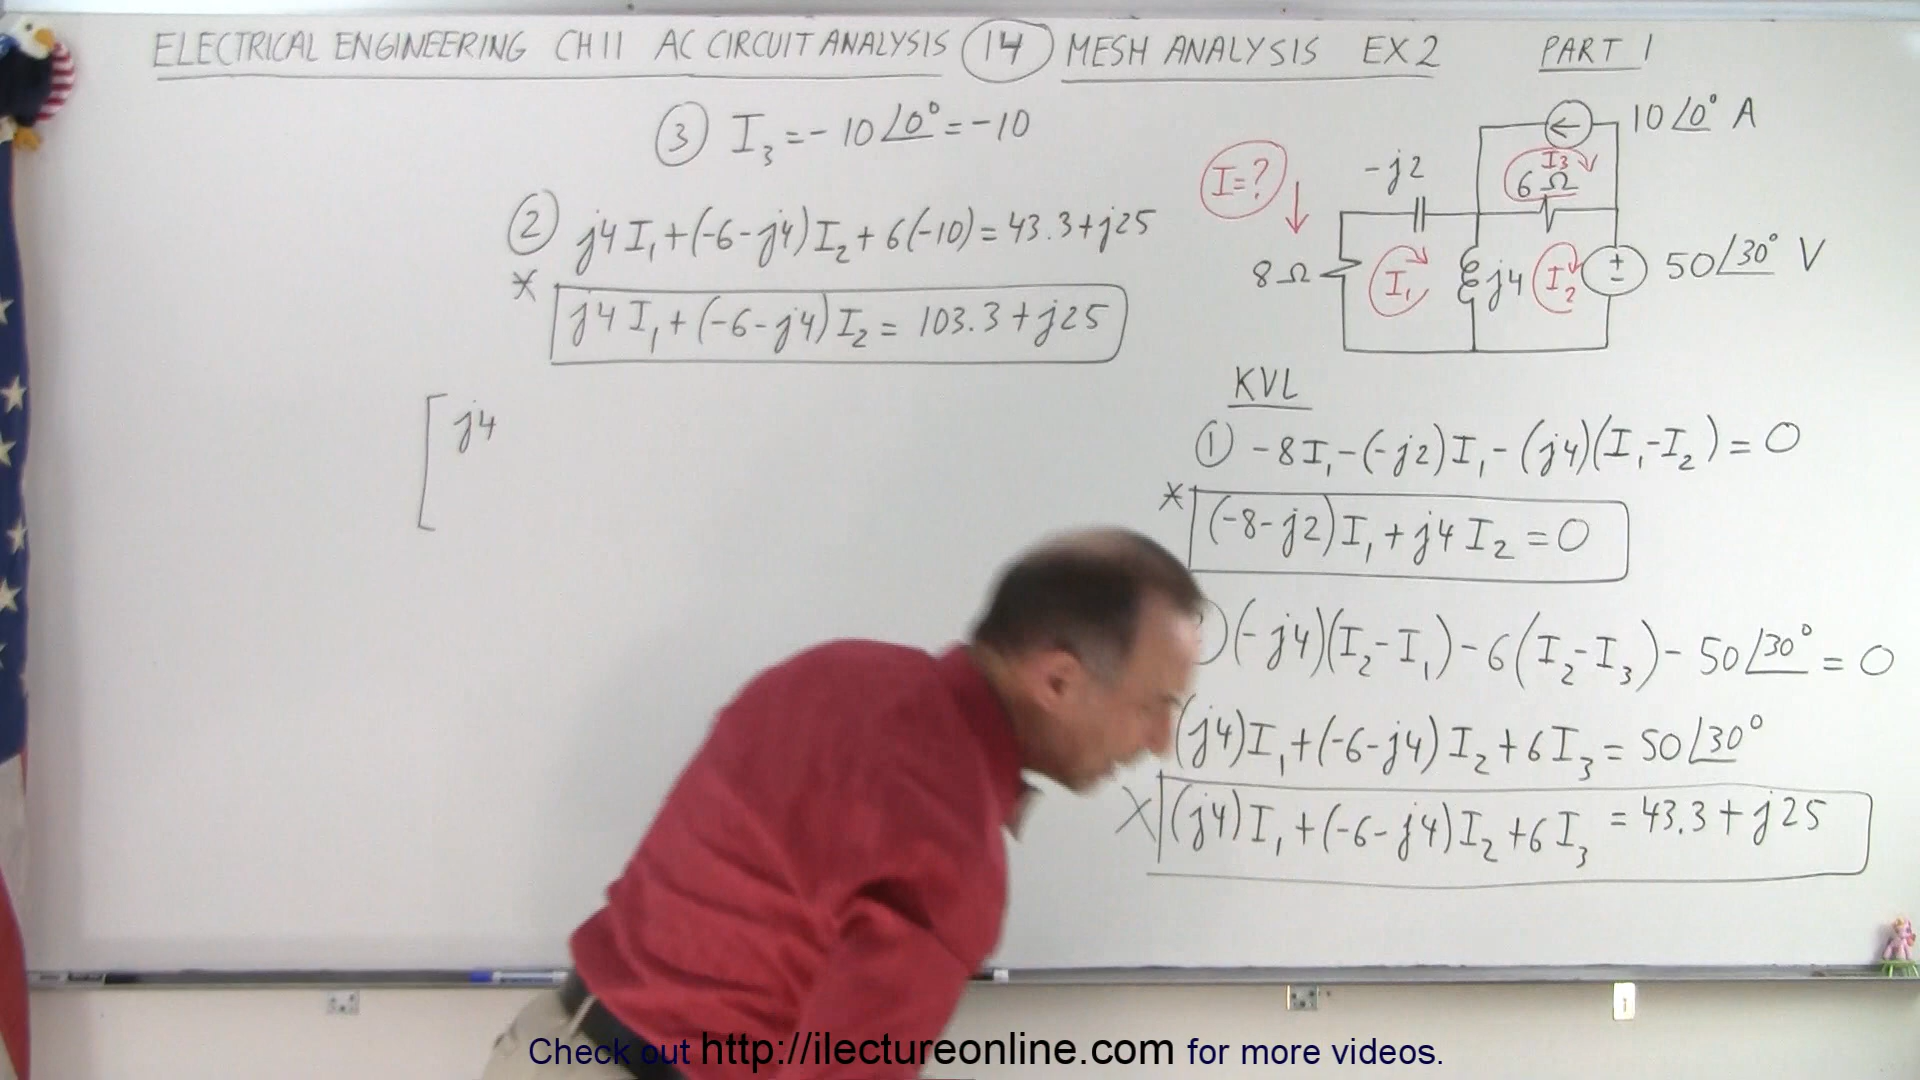 ELECTRICAL ENGINEERING CH 11 AC CIRCUIT ANALYSIS 14 MESH ANALYSIS EX 2 PART 1
③ I₃ = - 10∠0° = -10
② j4 I₁ + (-6-j4) I₂ + 6(-10) = 43.3 + j25
* j4 I₁ + (-6-j4) I₂ = 103.3 + j25
[ j4
I=?
-j2
8Ω
I₁
j4
I₂
I₃
6Ω
10∠0° A
+
-
50∠30° V
KVL
① -8I₁ - (-j2)I₁ - (j4)(I₁-I₂) = 0
* (-8-j2)I₁ + j4 I₂ = 0
(-j4)(I₂-I₁) - 6(I₂-I₃) - 50∠30° = 0
(j4)I₁ + (-6-j4) I₂ + 6I₃ = 50∠30°
X (j4)I₁ + (-6-j4)I₂ + 6I₃ = 43.3 + j25
Check out http://ilectureonline.com for more videos.